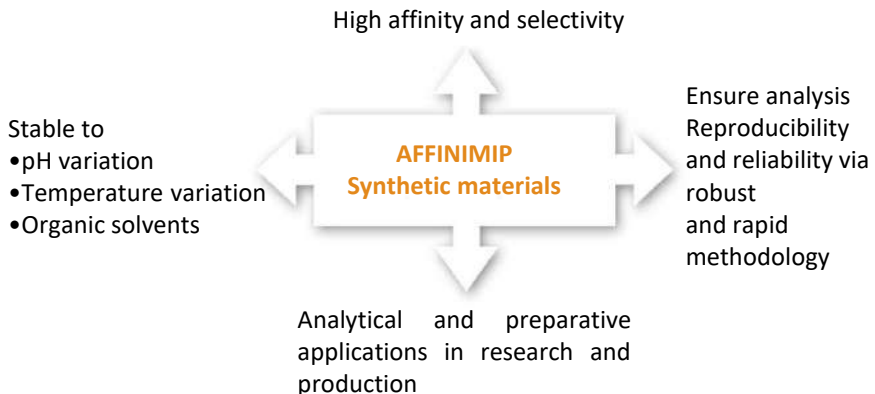 High affinity and selectivity
Stable to
•pH variation
•Temperature variation
•Organic solvents
AFFINIMIP
Synthetic materials
Ensure analysis
Reproducibility
and reliability via
robust
and rapid
methodology
Analytical and preparative
applications in research and
production